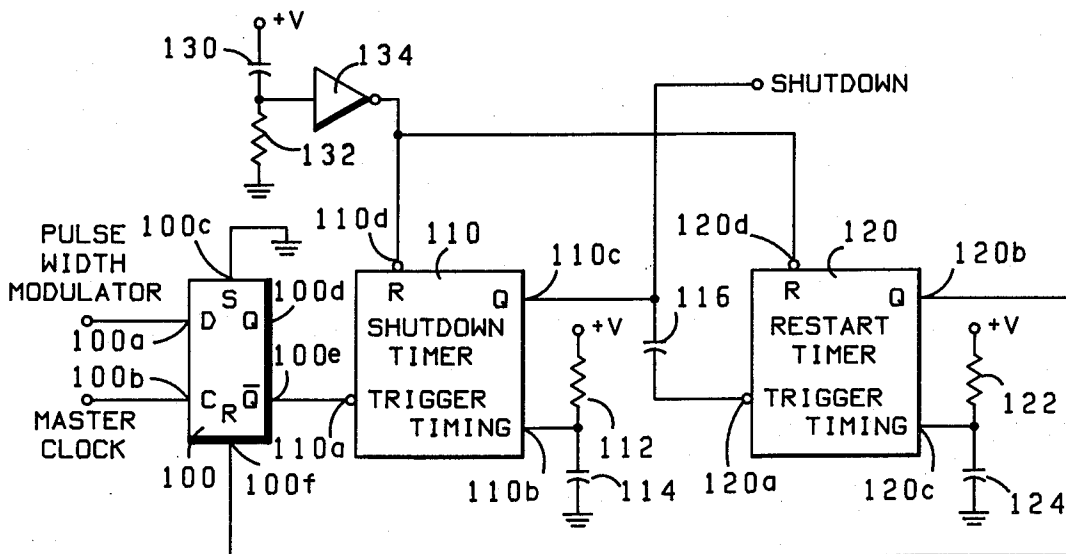 +V
130
134
SHUTDOWN
132
100c
110d
110
110c
120d
120
120b
PULSE
WIDTH
MODULATOR
S
100d
R
Q
116
R
Q
D
Q
SHUTDOWN
TIMER
+V
RESTART
TIMER
+V
100a
100e
100b
C
R
Q̅
TRIGGER
TIMING
TRIGGER
TIMING
122
MASTER
CLOCK
100
100f
110a
110b
112
114
120a
120c
124